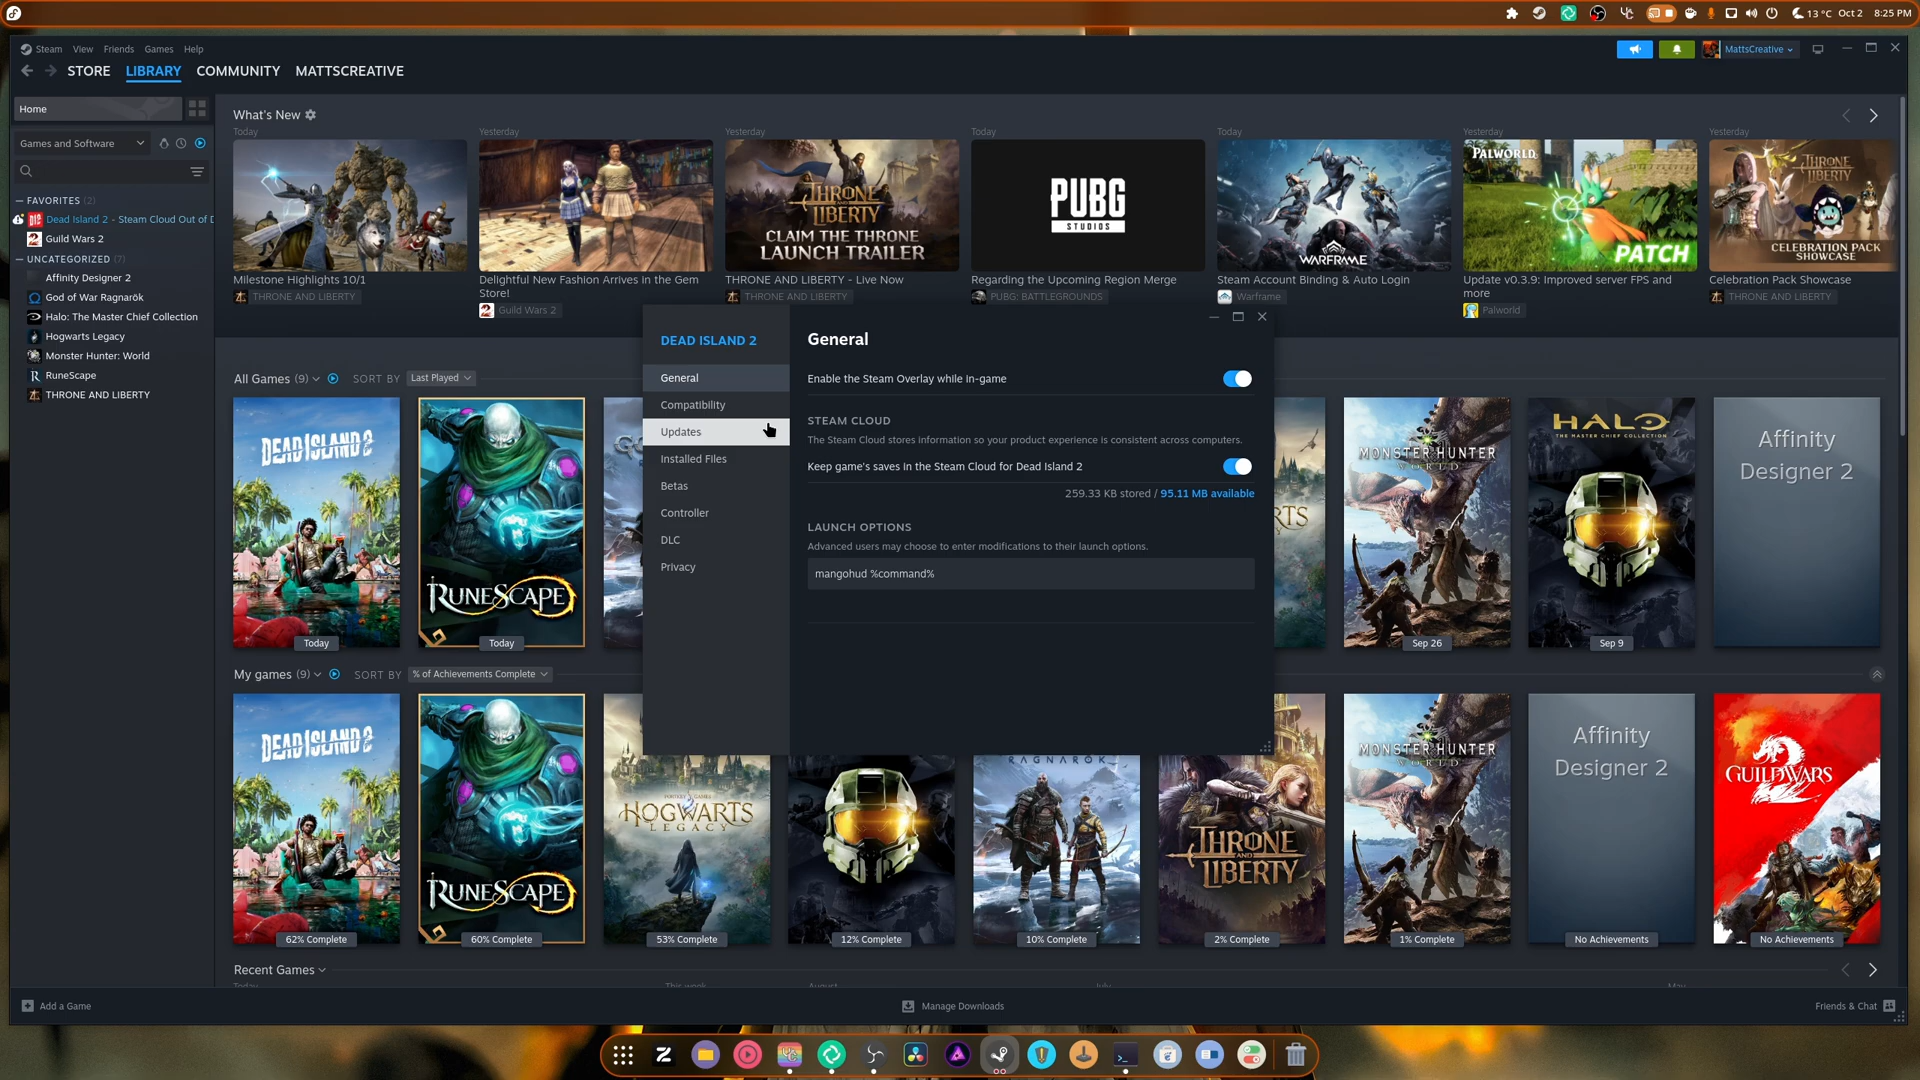 13 °C Oct 2 8:25 PM
Steam View Friends Games Help
MattsCreative
STORE LIBRARY COMMUNITY MATTSCREATIVE
Home
Games and Software
FAVORITES (2)
Dead Island 2 - Steam Cloud Out of D
Guild Wars 2
UNCATEGORIZED (7)
Affinity Designer 2
God of War Ragnarök
Halo: The Master Chief Collection
Hogwarts Legacy
Monster Hunter: World
RuneScape
THRONE AND LIBERTY
What's New
Today
Milestone Highlights 10/1
THRONE AND LIBERTY
Yesterday
Delightful New Fashion Arrives in the Gem
Store!
Guild Wars 2
Yesterday
THRONE AND LIBERTY
CLAIM THE THRONE
LAUNCH TRAILER
THRONE AND LIBERTY - Live Now
THRONE AND LIBERTY
Today
PUBG
STUDIOS
Regarding the Upcoming Region Merge
PUBG: BATTLEGROUNDS
Today
WARFRAME
Steam Account Binding & Auto Login
Warframe
Yesterday
PALWORLD
PATCH
Update v0.3.9: Improved server FPS and
more
Palworld
Yesterday
THRONE AND LIBERTY
CELEBRATION PACK
SHOWCASE
Celebration Pack Showcase
THRONE AND LIBERTY
All Games (9) SORT BY Last Played
DEAD ISLAND 2
Today
RUNESCAPE
Today
MONSTER HUNTER
WORLD
Sep 26
HALO
THE MASTER CHIEF COLLECTION
Sep 9
Affinity
Designer 2
DEAD ISLAND 2
General
Compatibility
Updates
Installed Files
Betas
Controller
DLC
Privacy
General
Enable the Steam Overlay while in-game
STEAM CLOUD
The Steam Cloud stores information so your product experience is consistent across computers.
Keep game's saves in the Steam Cloud for Dead Island 2
259.33 KB stored / 95.11 MB available
LAUNCH OPTIONS
Advanced users may choose to enter modifications to their launch options.
mangohud %command%
My games (9) SORT BY % of Achievements Complete
DEAD ISLAND 2
62% Complete
RUNESCAPE
60% Complete
HOGWARTS
LEGACY
53% Complete
12% Complete
RAGNARÖK
10% Complete
THRONE
AND
LIBERTY
2% Complete
MONSTER HUNTER
WORLD
1% Complete
Affinity
Designer 2
No Achievements
GUILD WARS
2
No Achievements
Recent Games
Today This week August July May
Add a Game
Manage Downloads
Friends & Chat